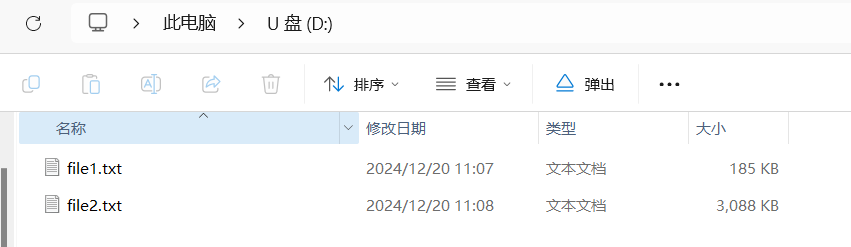 此电脑 U 盘 (D:)
排序 查看 弹出
名称 修改日期 类型 大小
file1.txt 2024/12/20 11:07 文本文档 185 KB
file2.txt 2024/12/20 11:08 文本文档 3,088 KB